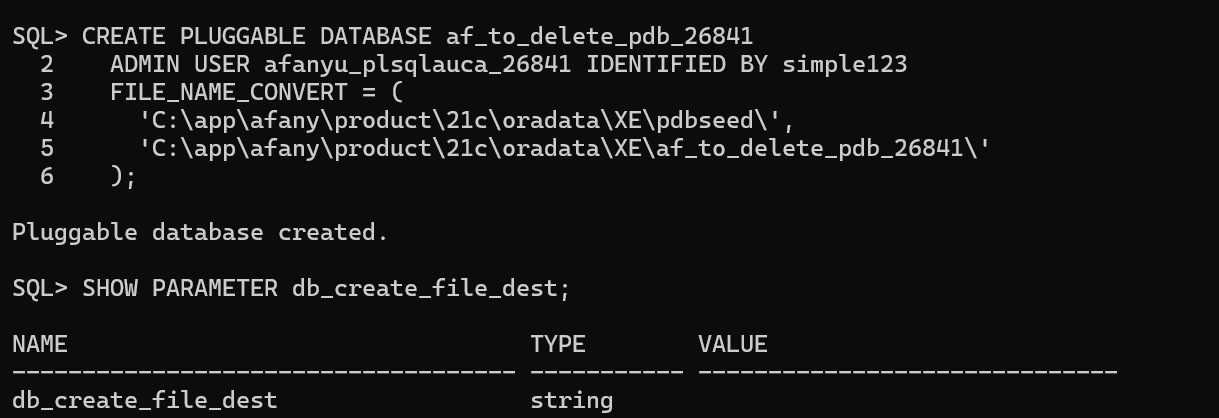 SQL> CREATE PLUGGABLE DATABASE af_to_delete_pdb_26841
  2    ADMIN USER afanyu_plsqlauca_26841 IDENTIFIED BY simple123
  3    FILE_NAME_CONVERT = (
  4      'C:\app\afany\product\21c\oradata\XE\pdbseed\',
  5      'C:\app\afany\product\21c\oradata\XE\af_to_delete_pdb_26841\'
  6    );
Pluggable database created.
SQL> SHOW PARAMETER db_create_file_dest;
NAME                                 TYPE        VALUE
------------------------------------ ----------- ------------------------------
db_create_file_dest                  string